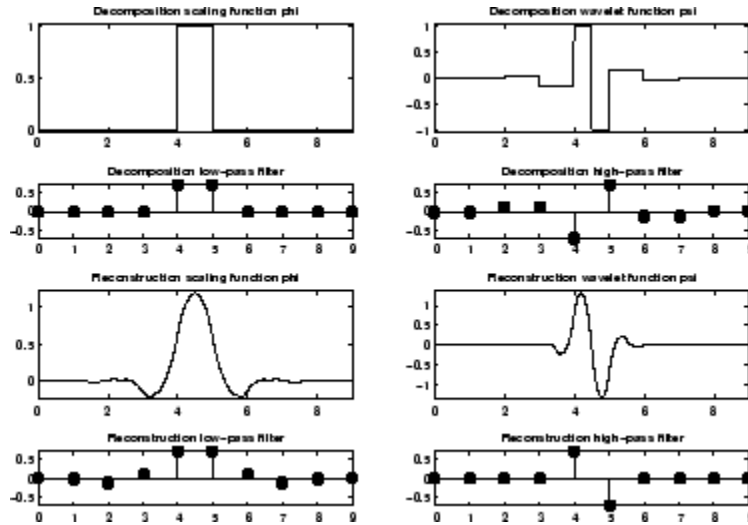 Decomposition scaling function phi
1
0.5
0
0 2 4 6 8
Decomposition wavelet function psi
1
0.5
0
−0.5
−1
0 2 4 6 8
Decomposition low−pass filter
0.5
0
−0.5
0 1 2 3 4 5 6 7 8 9
Decomposition high−pass filter
0.5
0
−0.5
0 1 2 3 4 5 6 7 8 9
Reconstruction scaling function phi
1
0.5
0
0 2 4 6 8
Reconstruction wavelet function psi
1
0.5
0
−0.5
−1
0 2 4 6 8
Reconstruction low−pass filter
0.5
0
−0.5
0 1 2 3 4 5 6 7 8 9
Reconstruction high−pass filter
0.5
0
−0.5
0 1 2 3 4 5 6 7 8 9